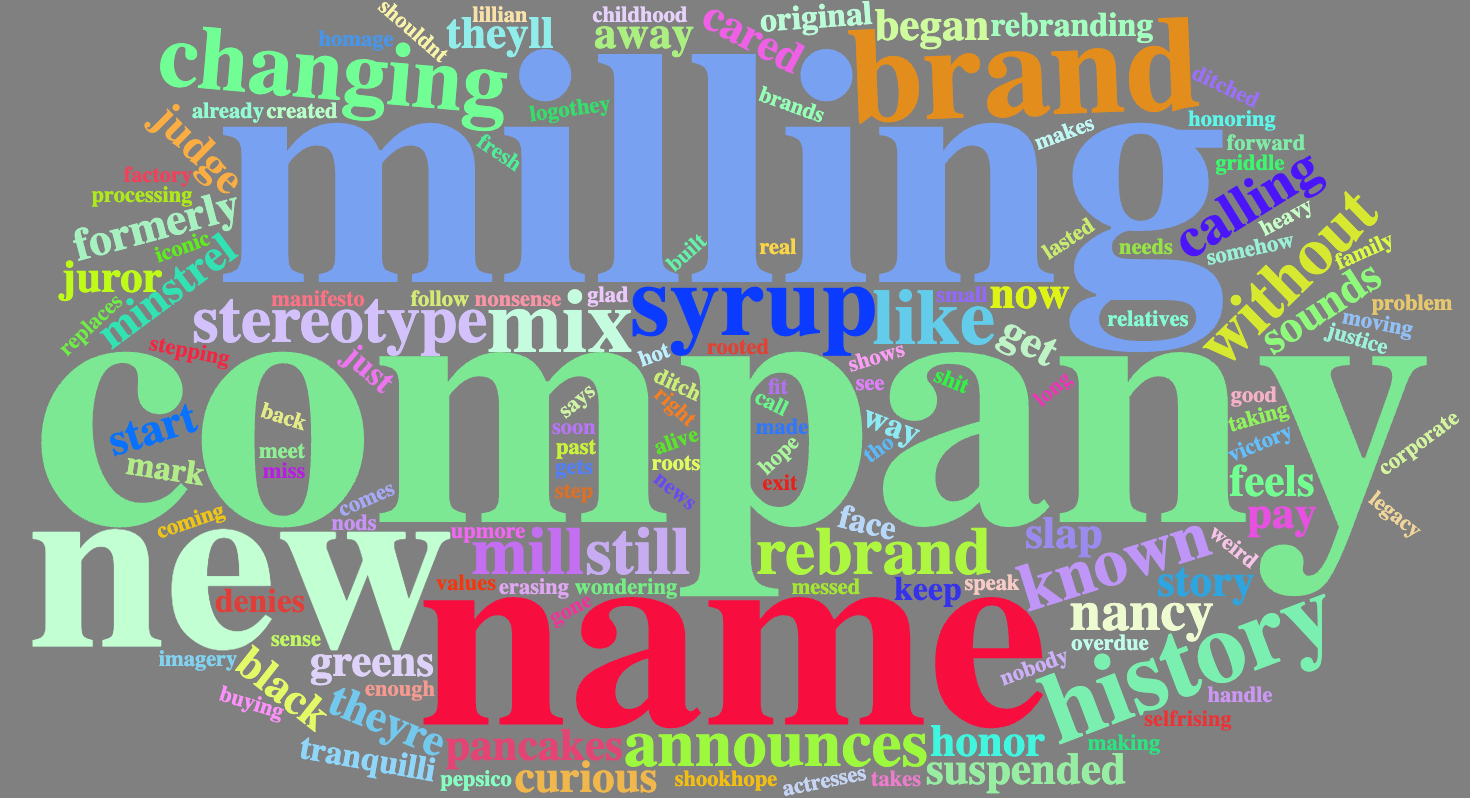 shouldnt
lillian
childhood
original
homage
theyll
away
cared
began
rebranding
changing
milling
brand
ditched
already
created
logothey
brands
honoring
judge
fresh
makes
forward
griddle
factory
processing
calling
formerly
iconic
built
real
lasted
needs
somehow
heavy
without
family
juror
minstrel
replaces
manifesto
follow
nonsense
glad
syrup
like
small
now
relatives
sounds
problem
moving
justice
stereotype
mix
get
stepping
just
hot
rooted
shows
company
ditch
right
fit
call
see
shit
long
good
taking
victory
corporate
start
back
says
soon
made
way
tho
mark
meet
miss
past
gets
step
alive
roots
news
hope
exit
feels
legacy
coming
comes
nods
face
pay
new
upmore
mill
still
rebrand
slap
known
weird
story
values
erasing
wondering
messed
keep
speak
denies
gone
name
nancy
history
sense
overdue
imagery
black
greens
enough
nobody
handle
buying
theyre
selfrising
tranquilli
pancakes
announces
honor
making
pepsico
curious
shookhope
actresses
takes
suspended